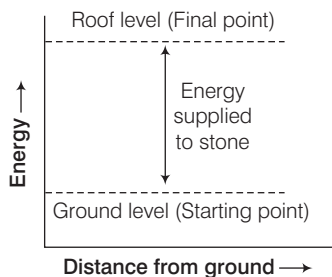 Roof level (Final point)
Energy
supplied
to stone
Energy
Ground level (Starting point)
Distance from ground